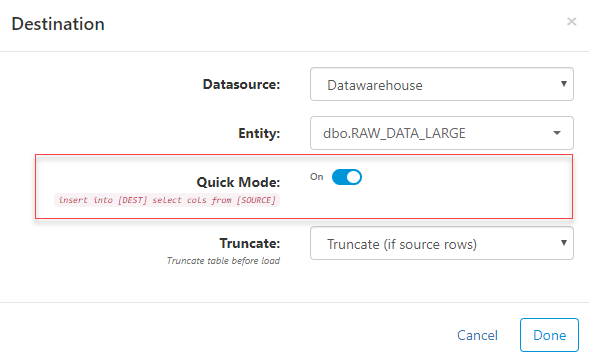 Destination
×
Datasource: Datawarehouse
Entity: dbo.RAW_DATA_LARGE
Quick Mode: On
insert into [DEST] select cols from [SOURCE]
Truncate: Truncate (if source rows)
Truncate table before load
Cancel Done